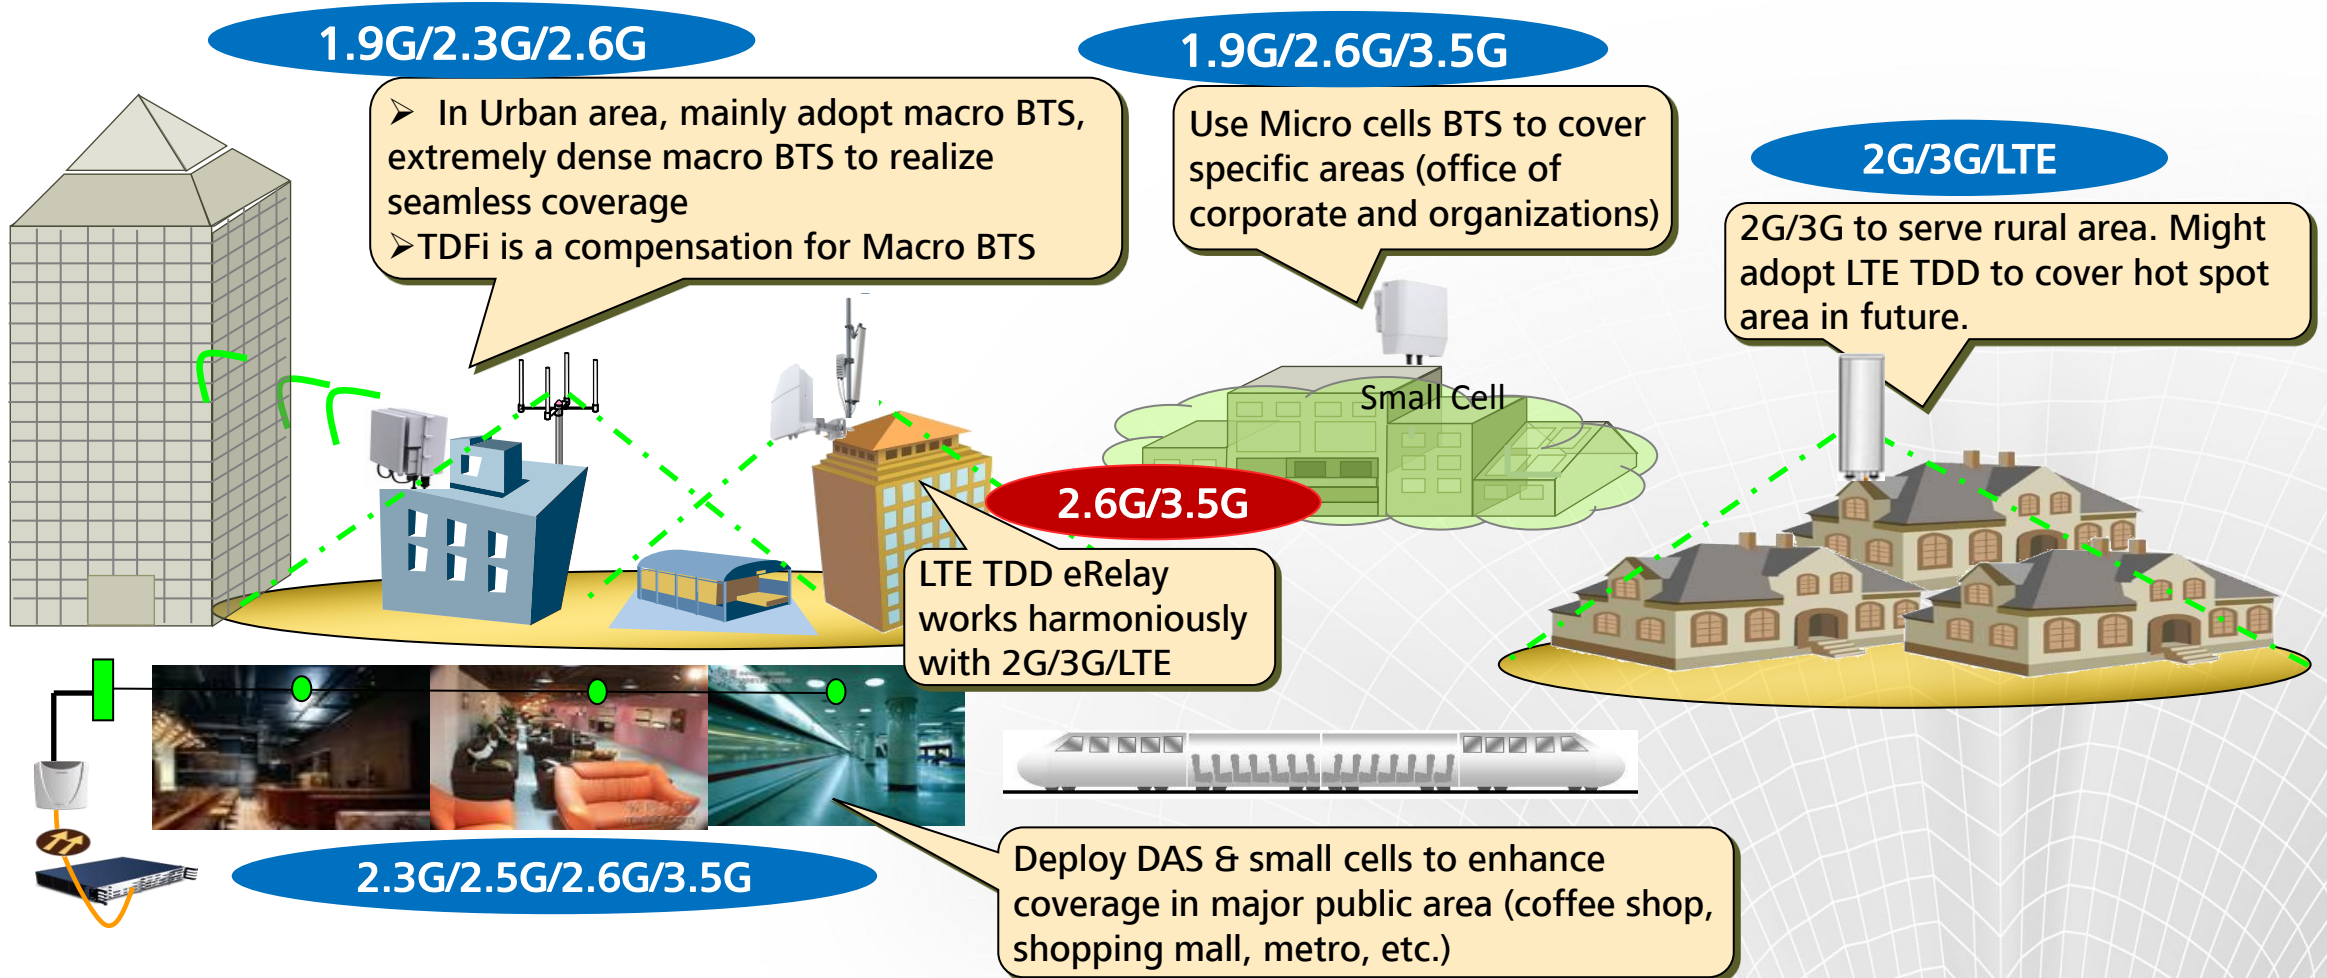 1.9G/2.3G/2.6G
➢ In Urban area, mainly adopt macro BTS,
extremely dense macro BTS to realize
seamless coverage
➢TDFi is a compensation for Macro BTS
1.9G/2.6G/3.5G
Use Micro cells BTS to cover
specific areas (office of
corporate and organizations)
2G/3G/LTE
2G/3G to serve rural area. Might
adopt LTE TDD to cover hot spot
area in future.
Small Cell
2.6G/3.5G
LTE TDD eRelay
works harmoniously
with 2G/3G/LTE
2.3G/2.5G/2.6G/3.5G
Deploy DAS & small cells to enhance
coverage in major public area (coffee shop,
shopping mall, metro, etc.)